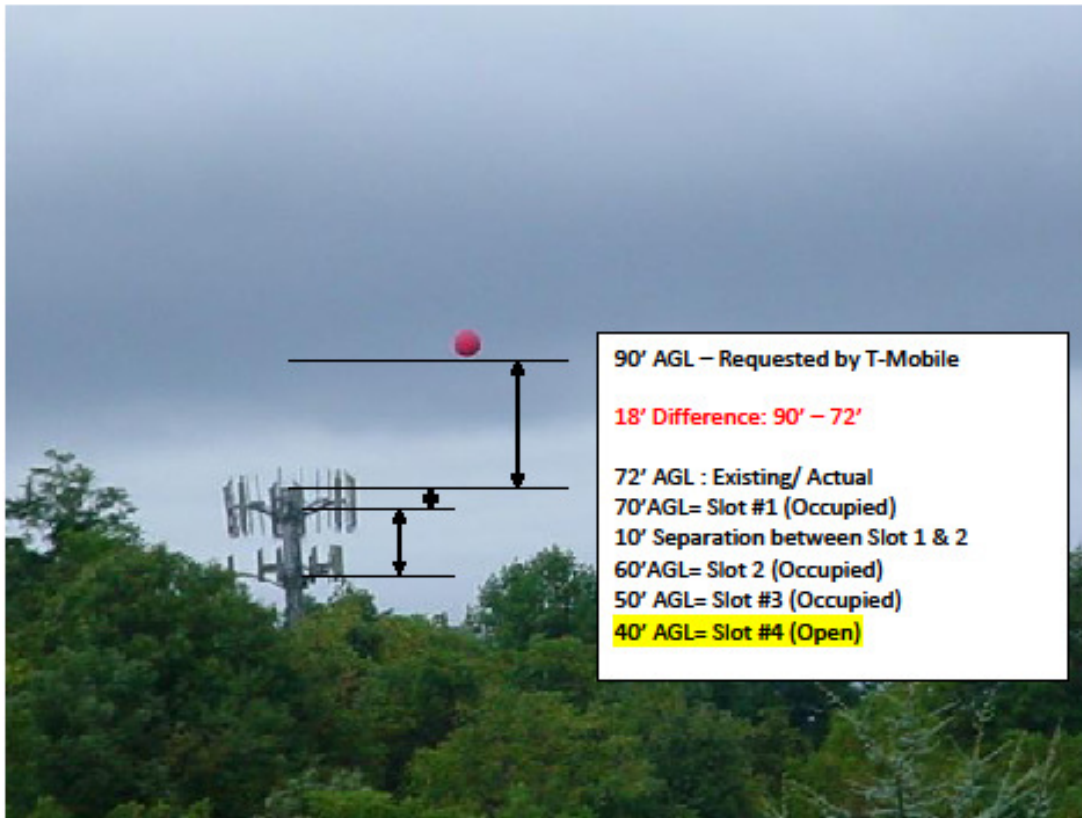 90' AGL – Requested by T-Mobile
18' Difference: 90' – 72'
72' AGL : Existing/ Actual
70'AGL= Slot #1 (Occupied)
10' Separation between Slot 1 & 2
60'AGL= Slot 2 (Occupied)
50' AGL= Slot #3 (Occupied)
40' AGL= Slot #4 (Open)